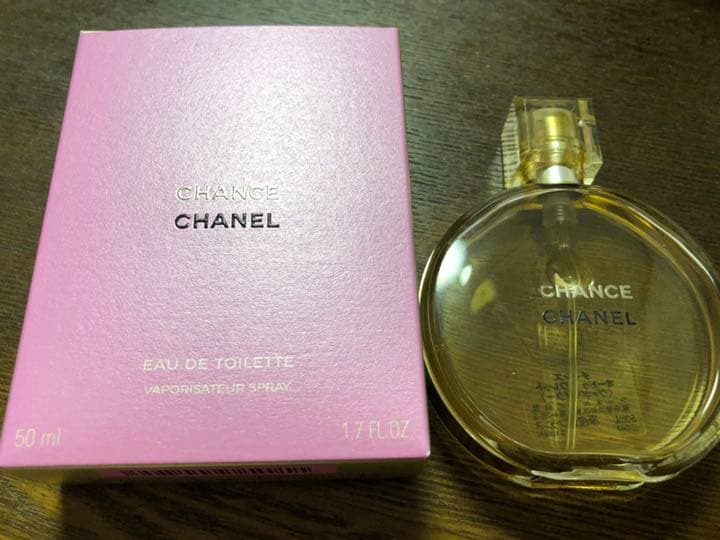 CHANCE
CHANEL
EAU DE TOILETTE
VAPORISATEUR SPRAY
50 ml
1.7 FL.OZ
CHANCE
CHANEL